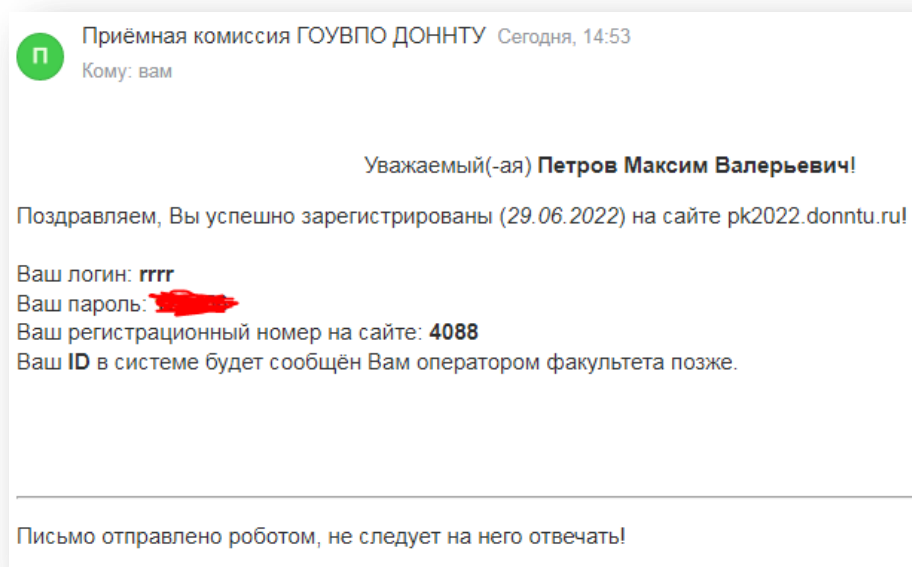 П
Приёмная комиссия ГОУВПО ДОННТУ Сегодня, 14:53
Кому: вам
Уважаемый(-ая) Петров Максим Валерьевич!
Поздравляем, Вы успешно зарегистрированы (29.06.2022) на сайте pk2022.donntu.ru!
Ваш логин: rrrr
Ваш пароль:
Ваш регистрационный номер на сайте: 4088
Ваш ID в системе будет сообщён Вам оператором факультета позже.
Письмо отправлено роботом, не следует на него отвечать!